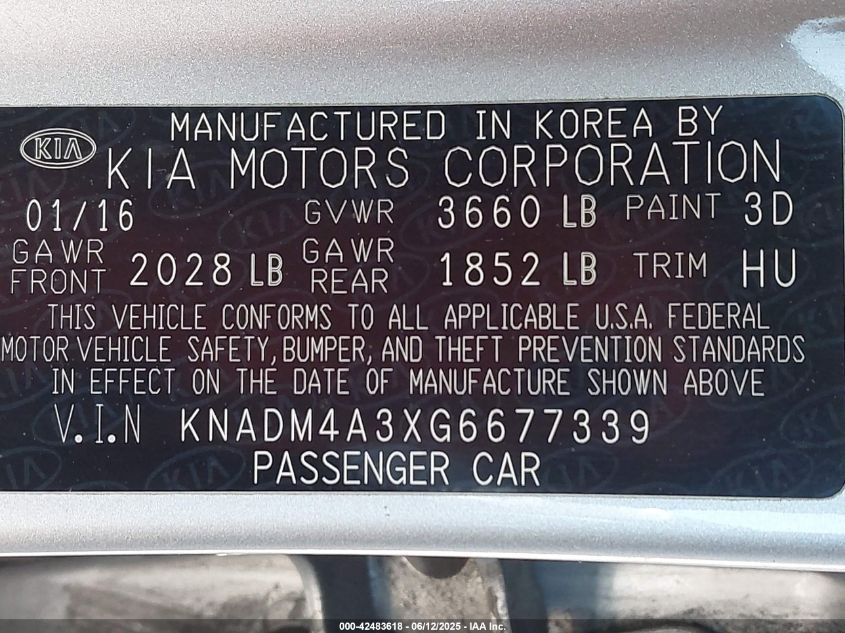 MANUFACTURED IN KOREA BY
KIA KIA MOTORS CORPORATION
01/16 GVWR 3660 LB PAINT 3D
GAWR FRONT 2028 LB GAWR REAR 1852 LB TRIM HU
THIS VEHICLE CONFORMS TO ALL APPLICABLE U.S.A. FEDERAL
MOTOR VEHICLE SAFETY, BUMPER, AND THEFT PREVENTION STANDARDS
IN EFFECT ON THE DATE OF MANUFACTURE SHOWN ABOVE
V.I.N KNADM4A3XG6677339
PASSENGER CAR
000-42483618 - 06/12/2025 - IAA Inc.